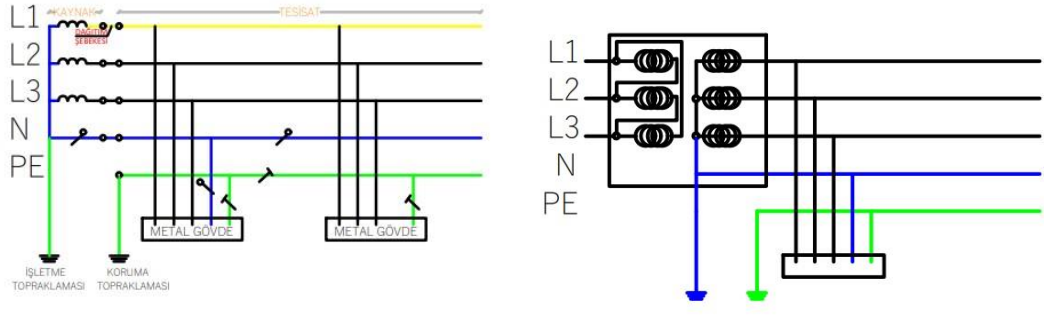 KAYNAK
TESİSAT
L1
DAĞITIM
ŞEBEKESİ
L2
L3
N
PE
METAL GÖVDE
METAL GÖVDE
İŞLETME
TOPRAKLAMASI
KORUMA
TOPRAKLAMASI
L1
L2
L3
N
PE